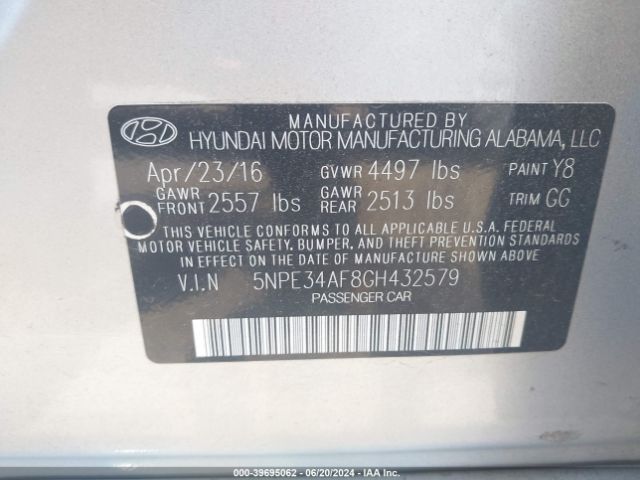 MANUFACTURED BY
HYUNDAI MOTOR MANUFACTURING ALABAMA, LLC
Apr/23/16 GVWR 4497 lbs PAINT Y8
GAWR FRONT 2557 lbs GAWR REAR 2513 lbs TRIM GG
THIS VEHICLE CONFORMS TO ALL APPLICABLE U.S.A. FEDERAL
MOTOR VEHICLE SAFETY, BUMPER, AND THEFT PREVENTION
STANDARDS IN EFFECT ON THE DATE OF MANUFACTURE SHOWN ABOVE.
V.I.N 5NPE34AF8GH432579
PASSENGER CAR
000-39695062 - 06/20/2024 - IAAI.COM